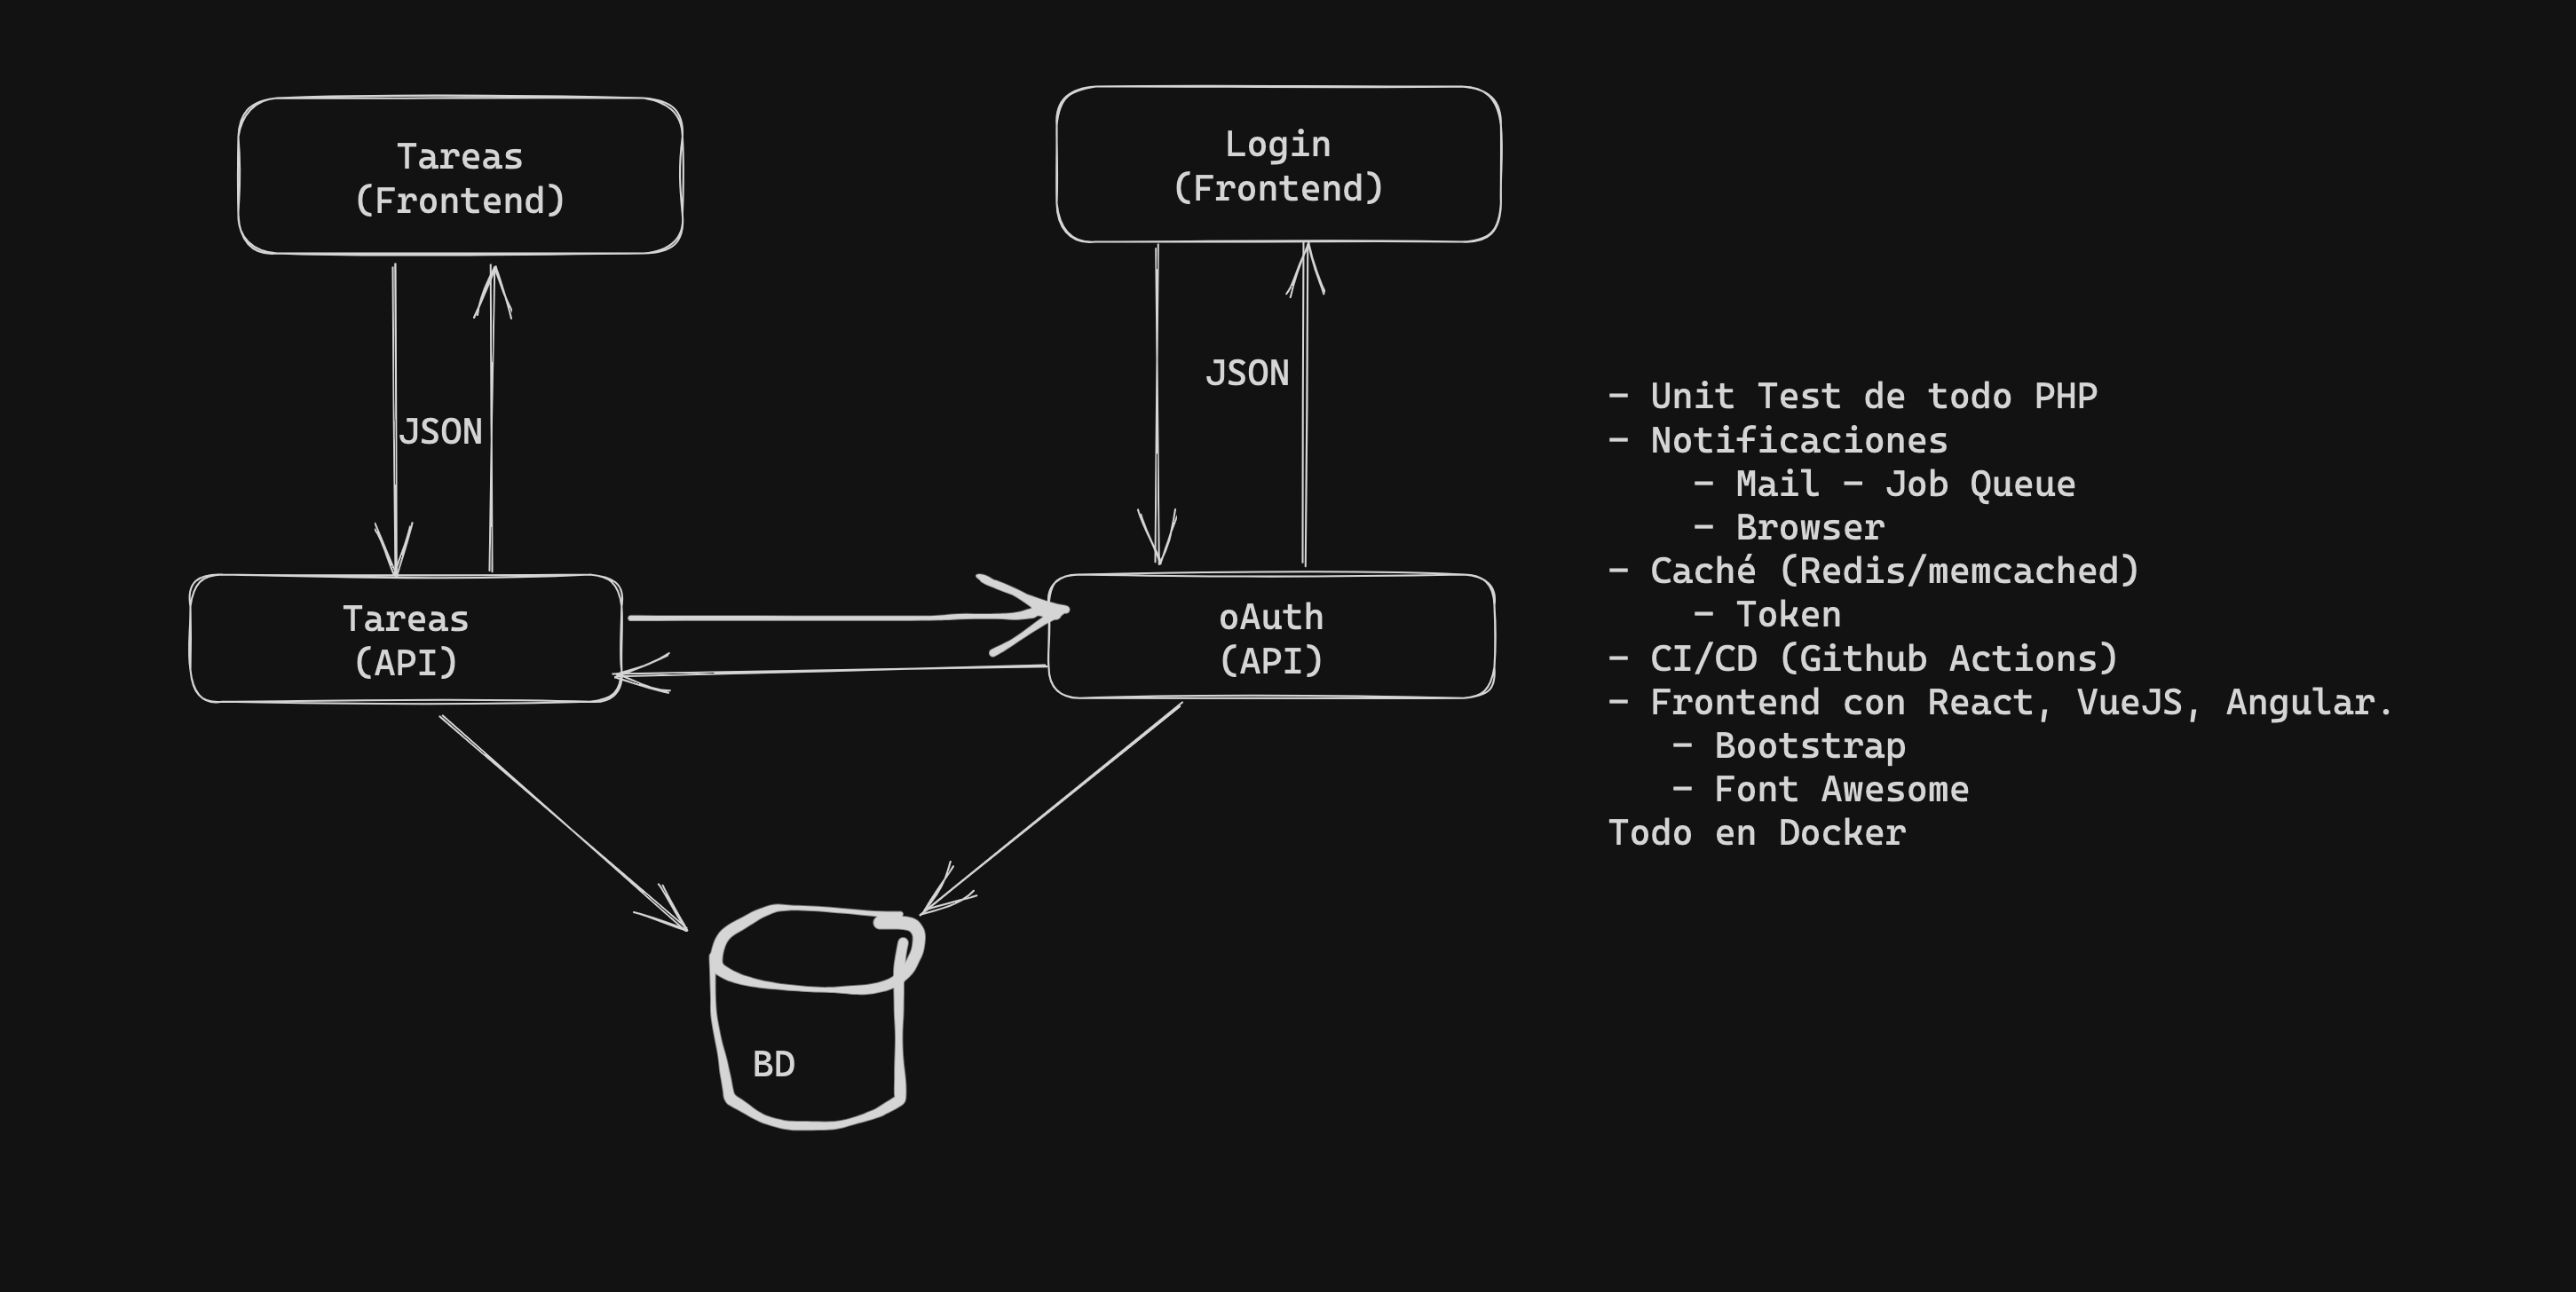 Tareas
(Frontend)
Login
(Frontend)
JSON
JSON
Tareas
(API)
oAuth
(API)
BD
- Unit Test de todo PHP
- Notificaciones
- Mail - Job Queue
- Browser
- Caché (Redis/memcached)
- Token
- CI/CD (Github Actions)
- Frontend con React, VueJS, Angular.
- Bootstrap
- Font Awesome
Todo en Docker